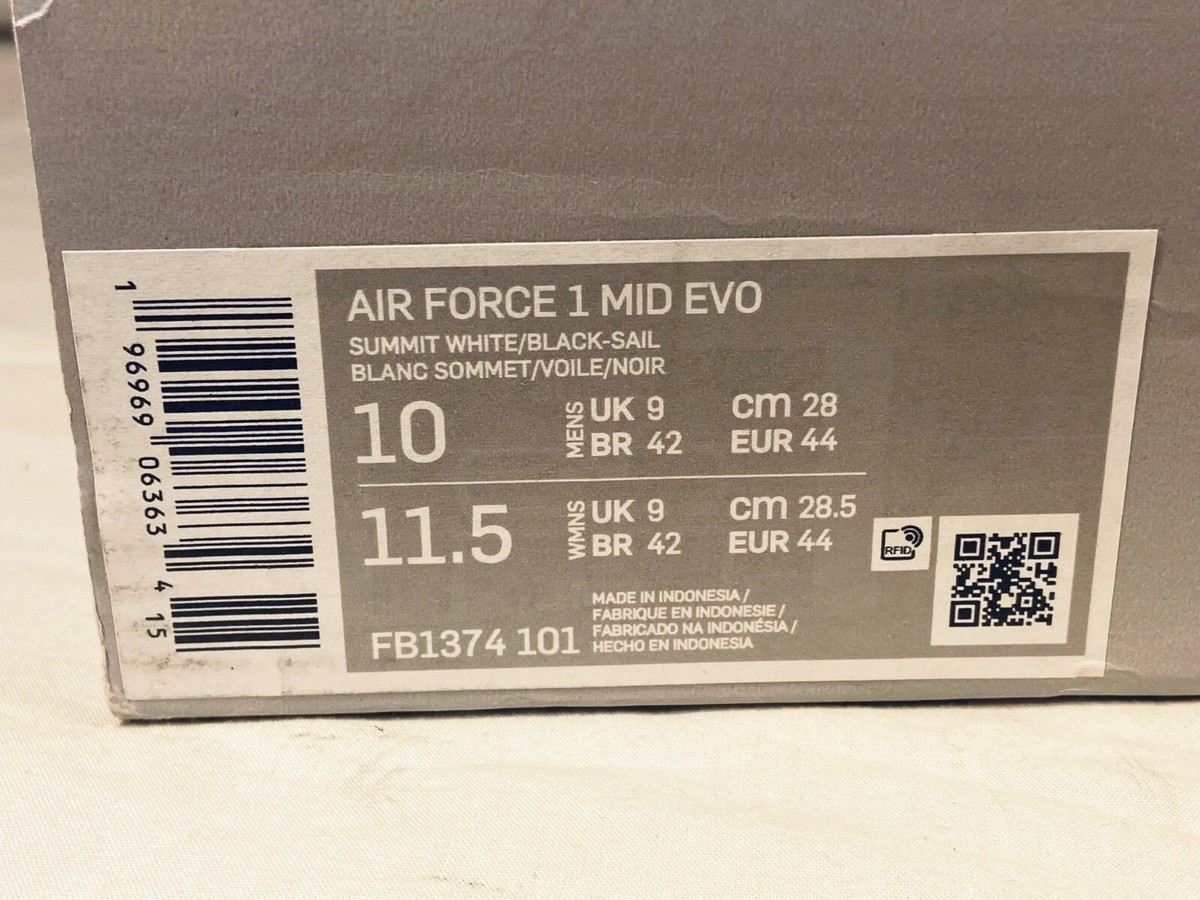 1 96969 06363 4 15
AIR FORCE 1 MID EVO
SUMMIT WHITE/BLACK-SAIL
BLANC SOMMET/VOILE/NOIR
10 MENS UK 9 cm 28
BR 42 EUR 44
11.5 WMNS UK 9 cm 28.5
BR 42 EUR 44
RFID
FB1374 101
MADE IN INDONESIA /
FABRIQUE EN INDONESIE /
FABRICADO NA INDONÉSIA /
HECHO EN INDONESIA